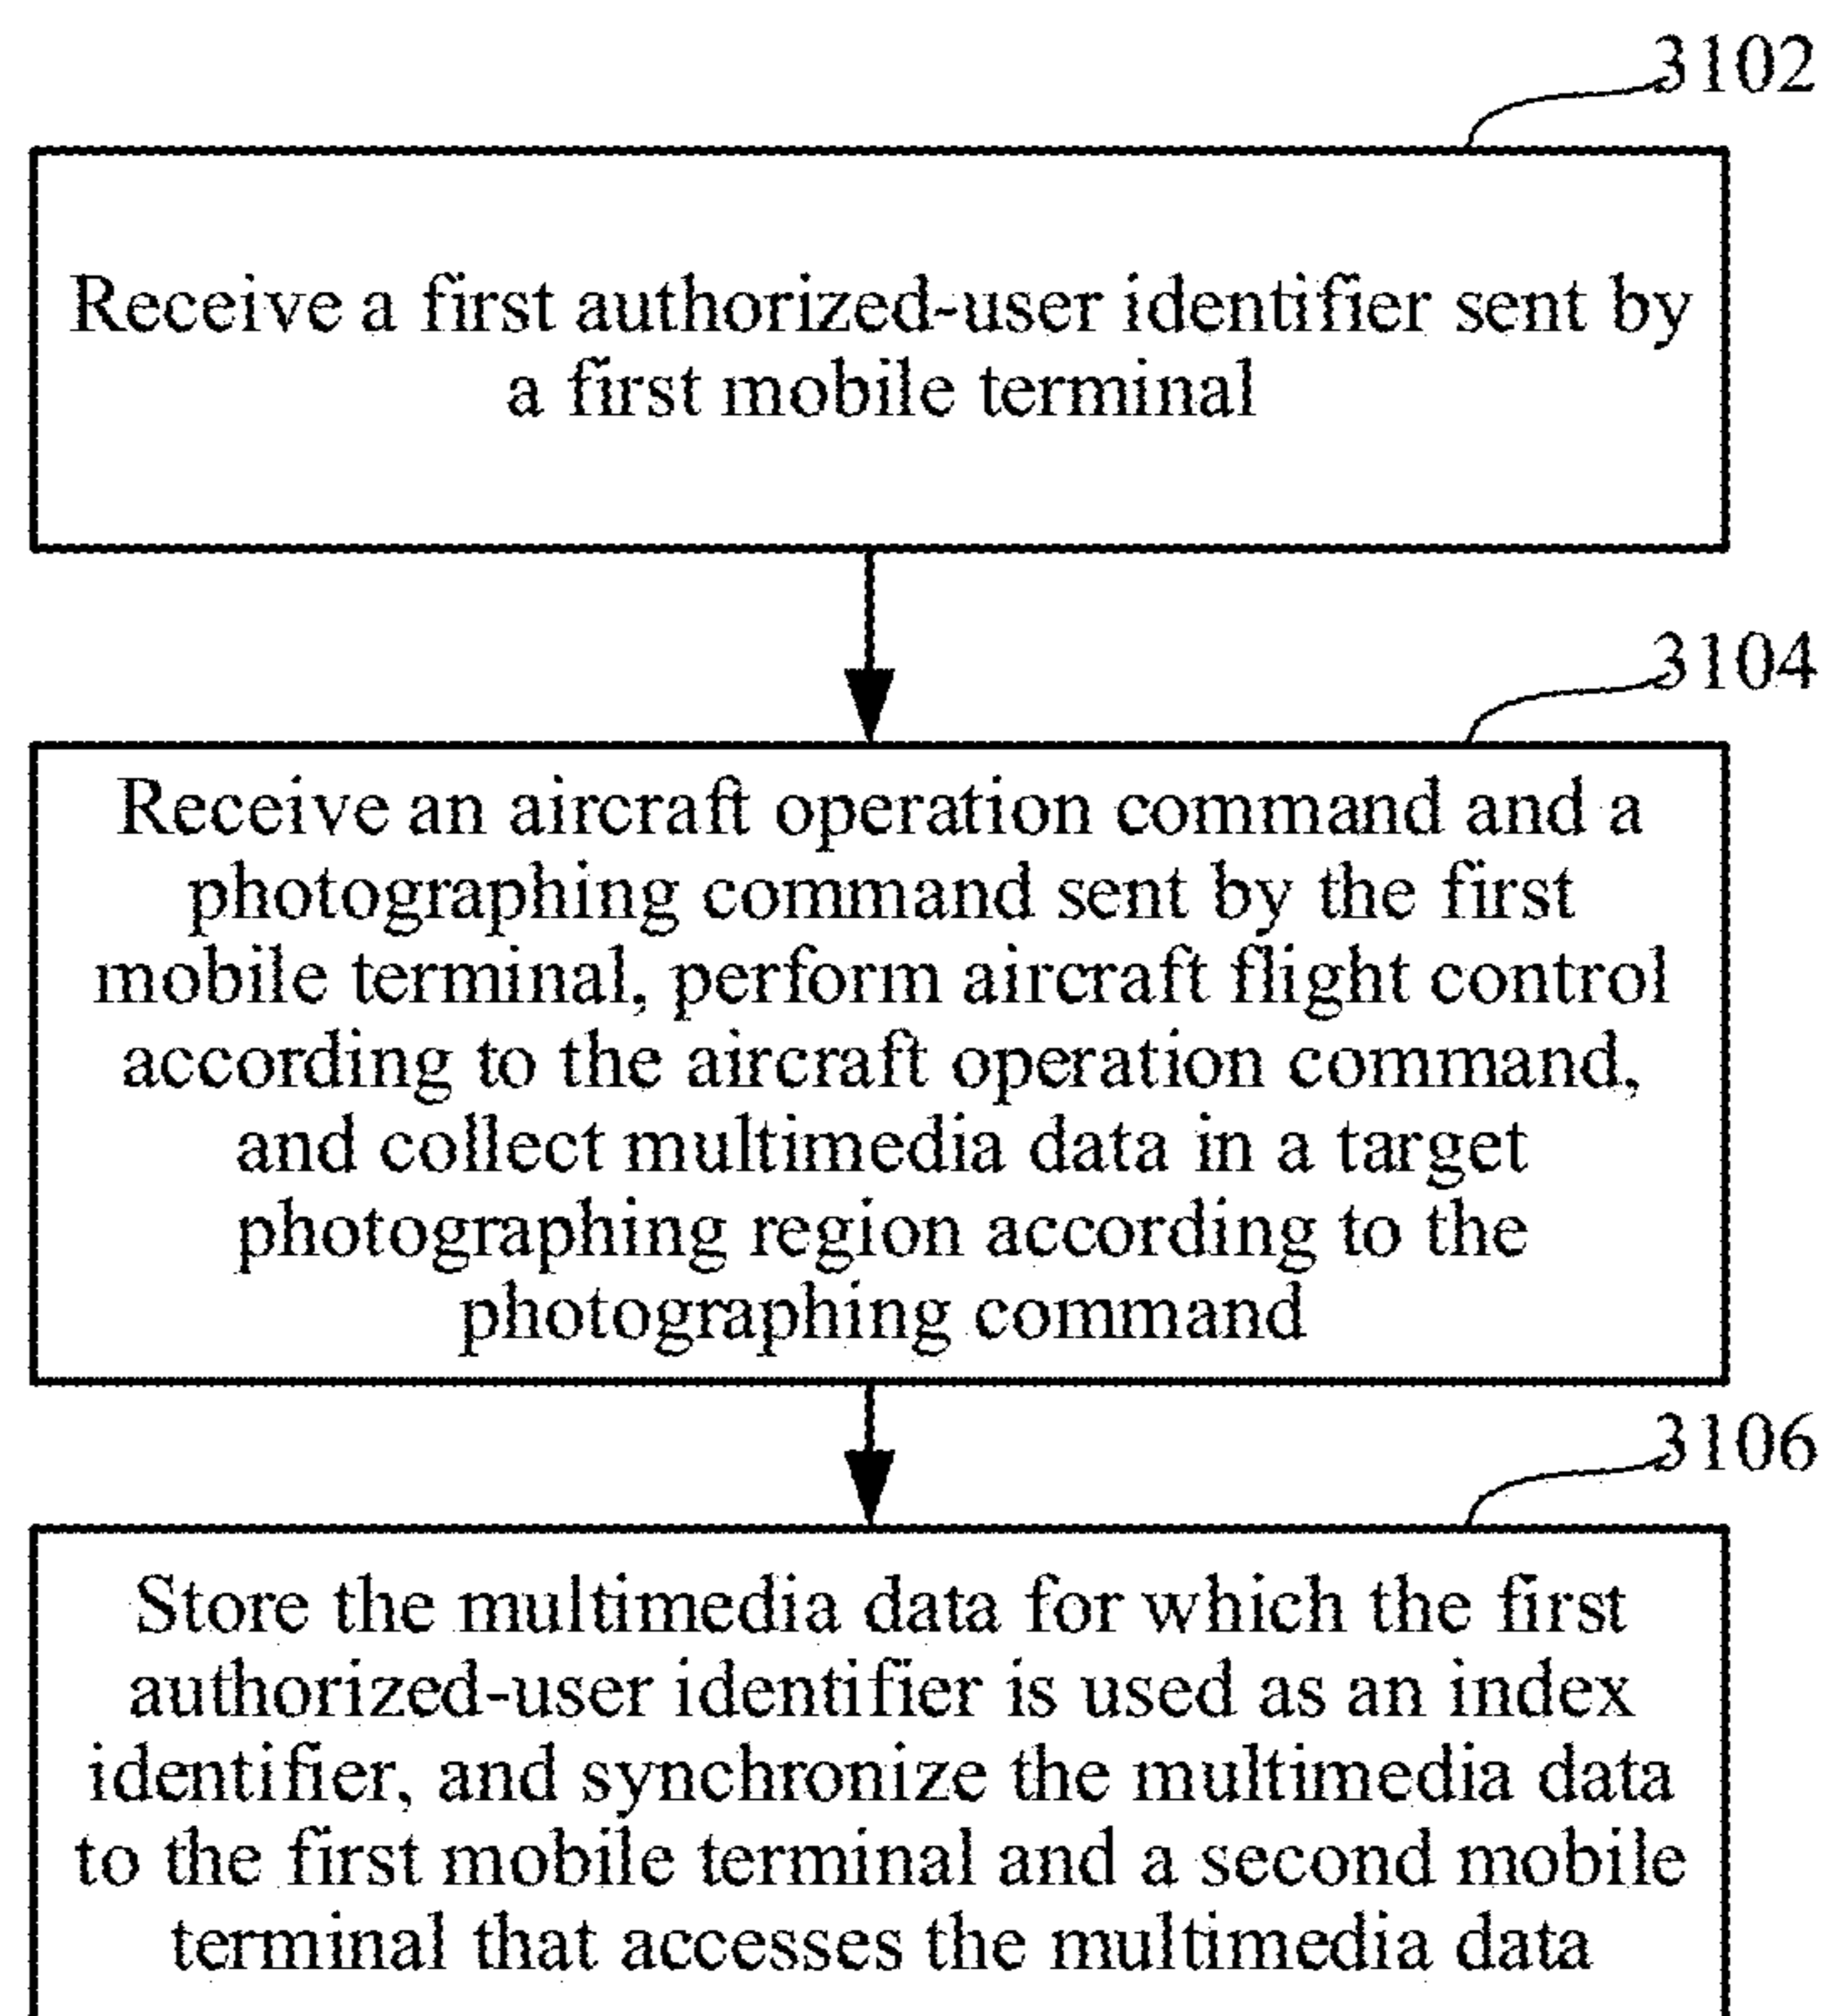 3102
Receive a first authorized-user identifier sent by
a first mobile terminal
3104
Receive an aircraft operation command and a
photographing command sent by the first
mobile terminal, perform aircraft flight control
according to the aircraft operation command,
and collect multimedia data in a target
photographing region according to the
photographing command
3106
Store the multimedia data for which the first
authorized-user identifier is used as an index
identifier, and synchronize the multimedia data
to the first mobile terminal and a second mobile
terminal that accesses the multimedia data